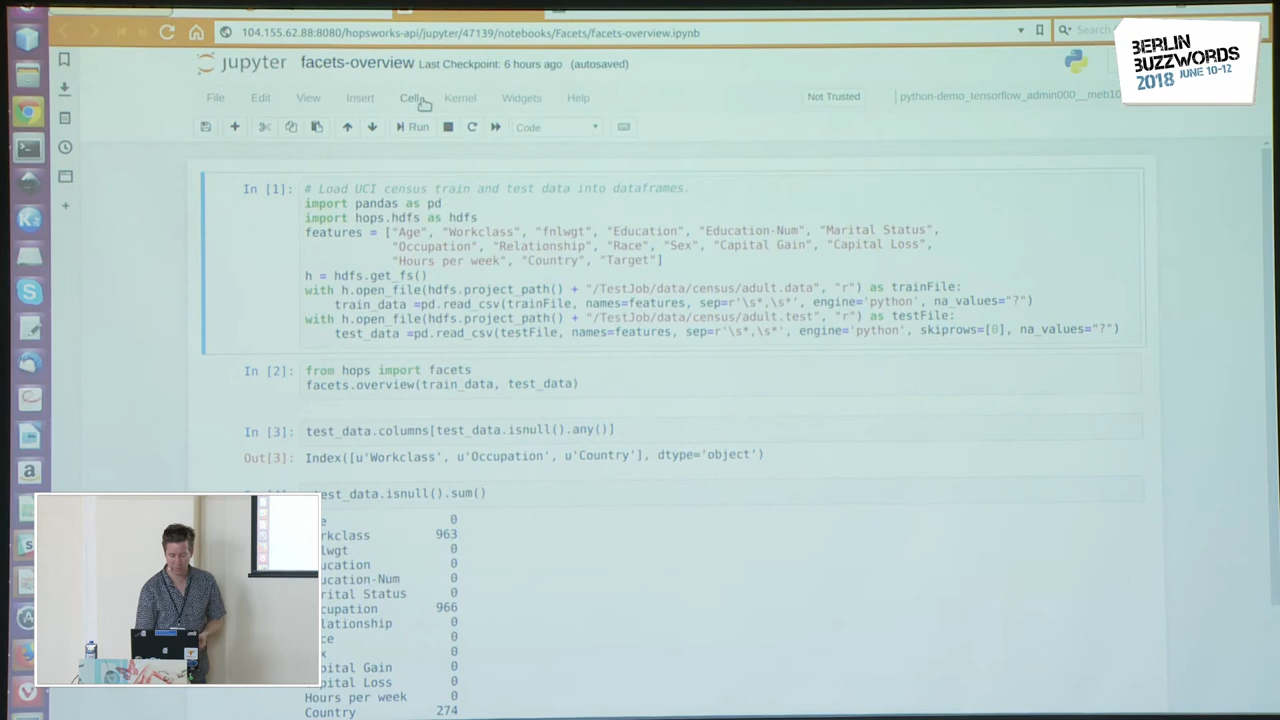 104.155.62.88:8080/hopsworks-api/jupyter/47139/notebooks/Facets/facets-overview.ipynb
Search
BERLIN
BUZZWORDS
2018 JUNE 10-12
jupyter facets-overview Last Checkpoint: 6 hours ago (autosaved)
File Edit View Insert Cell Kernel Widgets Help
Not Trusted
python-demo_tensorflow_admin000__meb10
Run
Code
In [1]: # Load UCI census train and test data into dataframes.
import pandas as pd
import hops.hdfs as hdfs
features = ["Age", "Workclass", "fnlwgt", "Education", "Education-Num", "Marital Status",
"Occupation", "Relationship", "Race", "Sex", "Capital Gain", "Capital Loss",
"Hours per week", "Country", "Target"]
h = hdfs.get_fs()
with h.open_file(hdfs.project_path() + "/TestJob/data/census/adult.data", "r") as trainFile:
train_data =pd.read_csv(trainFile, names=features, sep=r'\s*,\s*', engine='python', na_values="?")
with h.open_file(hdfs.project_path() + "/TestJob/data/census/adult.test", "r") as testFile:
test_data =pd.read_csv(testFile, names=features, sep=r'\s*,\s*', engine='python', skiprows=[0], na_values="?")
In [2]: from hops import facets
facets.overview(train_data, test_data)
In [3]: test_data.columns[test_data.isnull().any()]
Out[3]: Index([u'Workclass', u'Occupation', u'Country'], dtype='object')
est_data.isnull().sum()
e 0
rkclass 963
lwgt 0
ucation 0
ucation-Num 0
rital Status 0
cupation 966
lationship 0
ce 0
x 0
pital Gain 0
pital Loss 0
Hours per week 0
Country 274